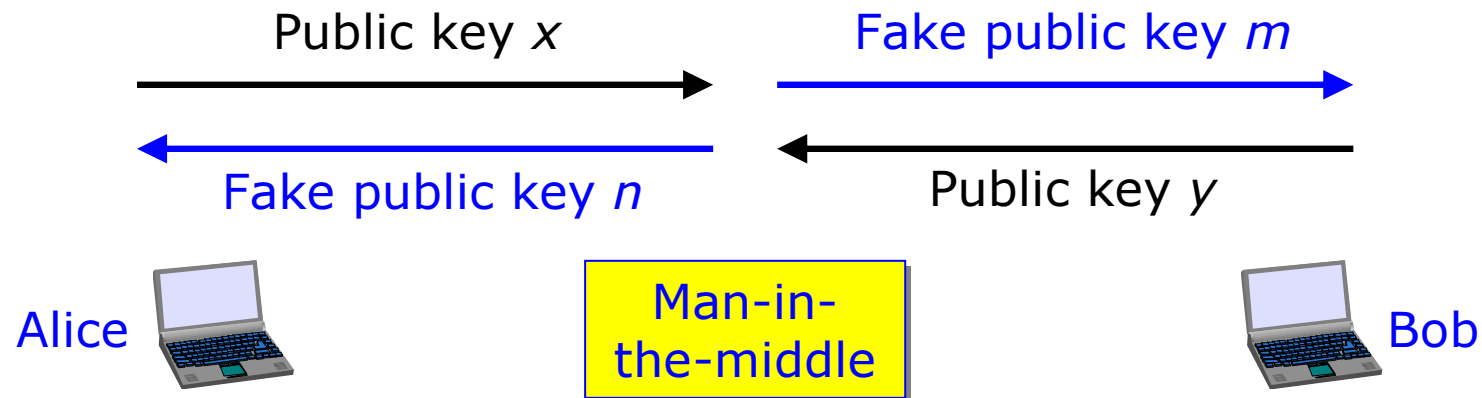 Public key x
Fake public key m
Fake public key n
Public key y
Alice
Man-in-
the-middle
Bob